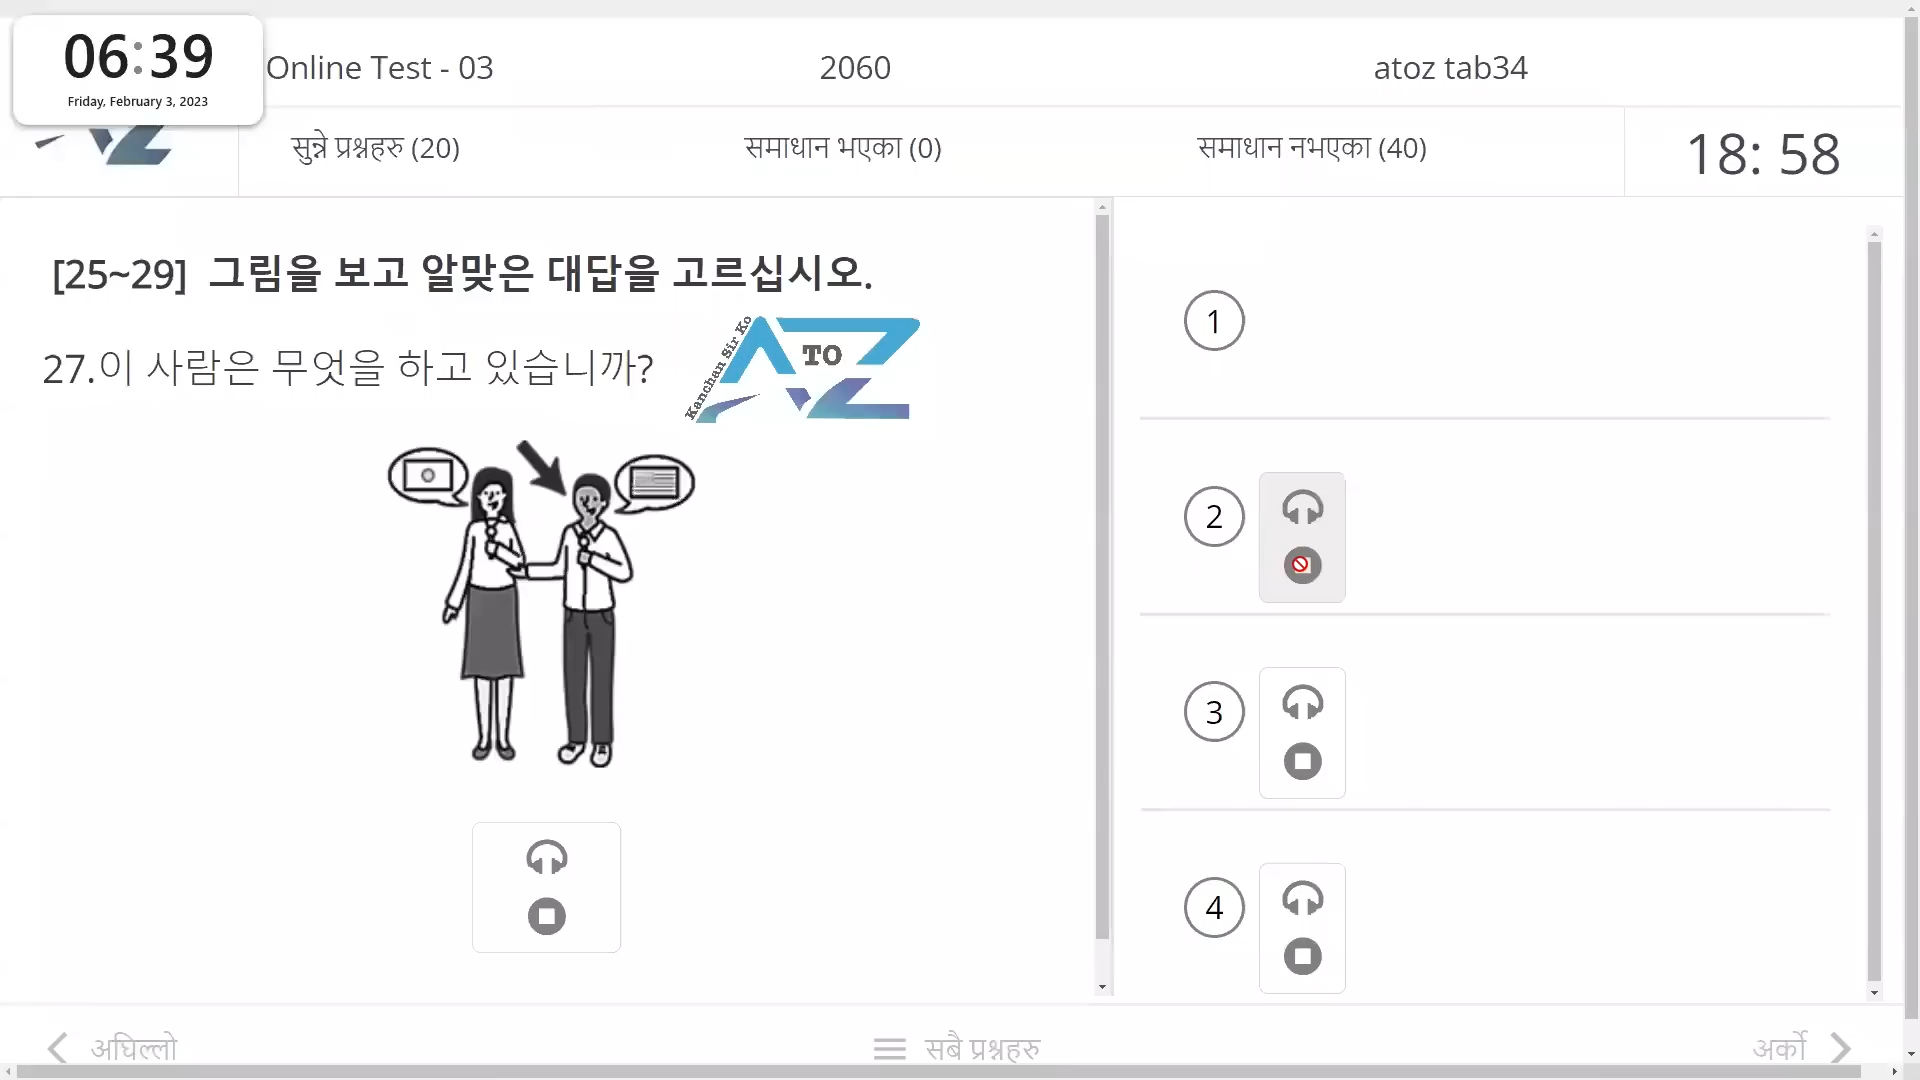 06:39
Friday, February 3, 2023
Online Test - 03
2060
atoz tab34
सुन्ने प्रश्नहरु (20)
समाधान भएका (0)
समाधान नभएका (40)
18: 58
[25~29] 그림을 보고 알맞은 대답을 고르십시오.
27.이 사람은 무엇을 하고 있습니까?
Kanchan Sir Ko
A TO Z
1
2
3
4
अघिल्लो
सबै प्रश्नहरु
अर्को